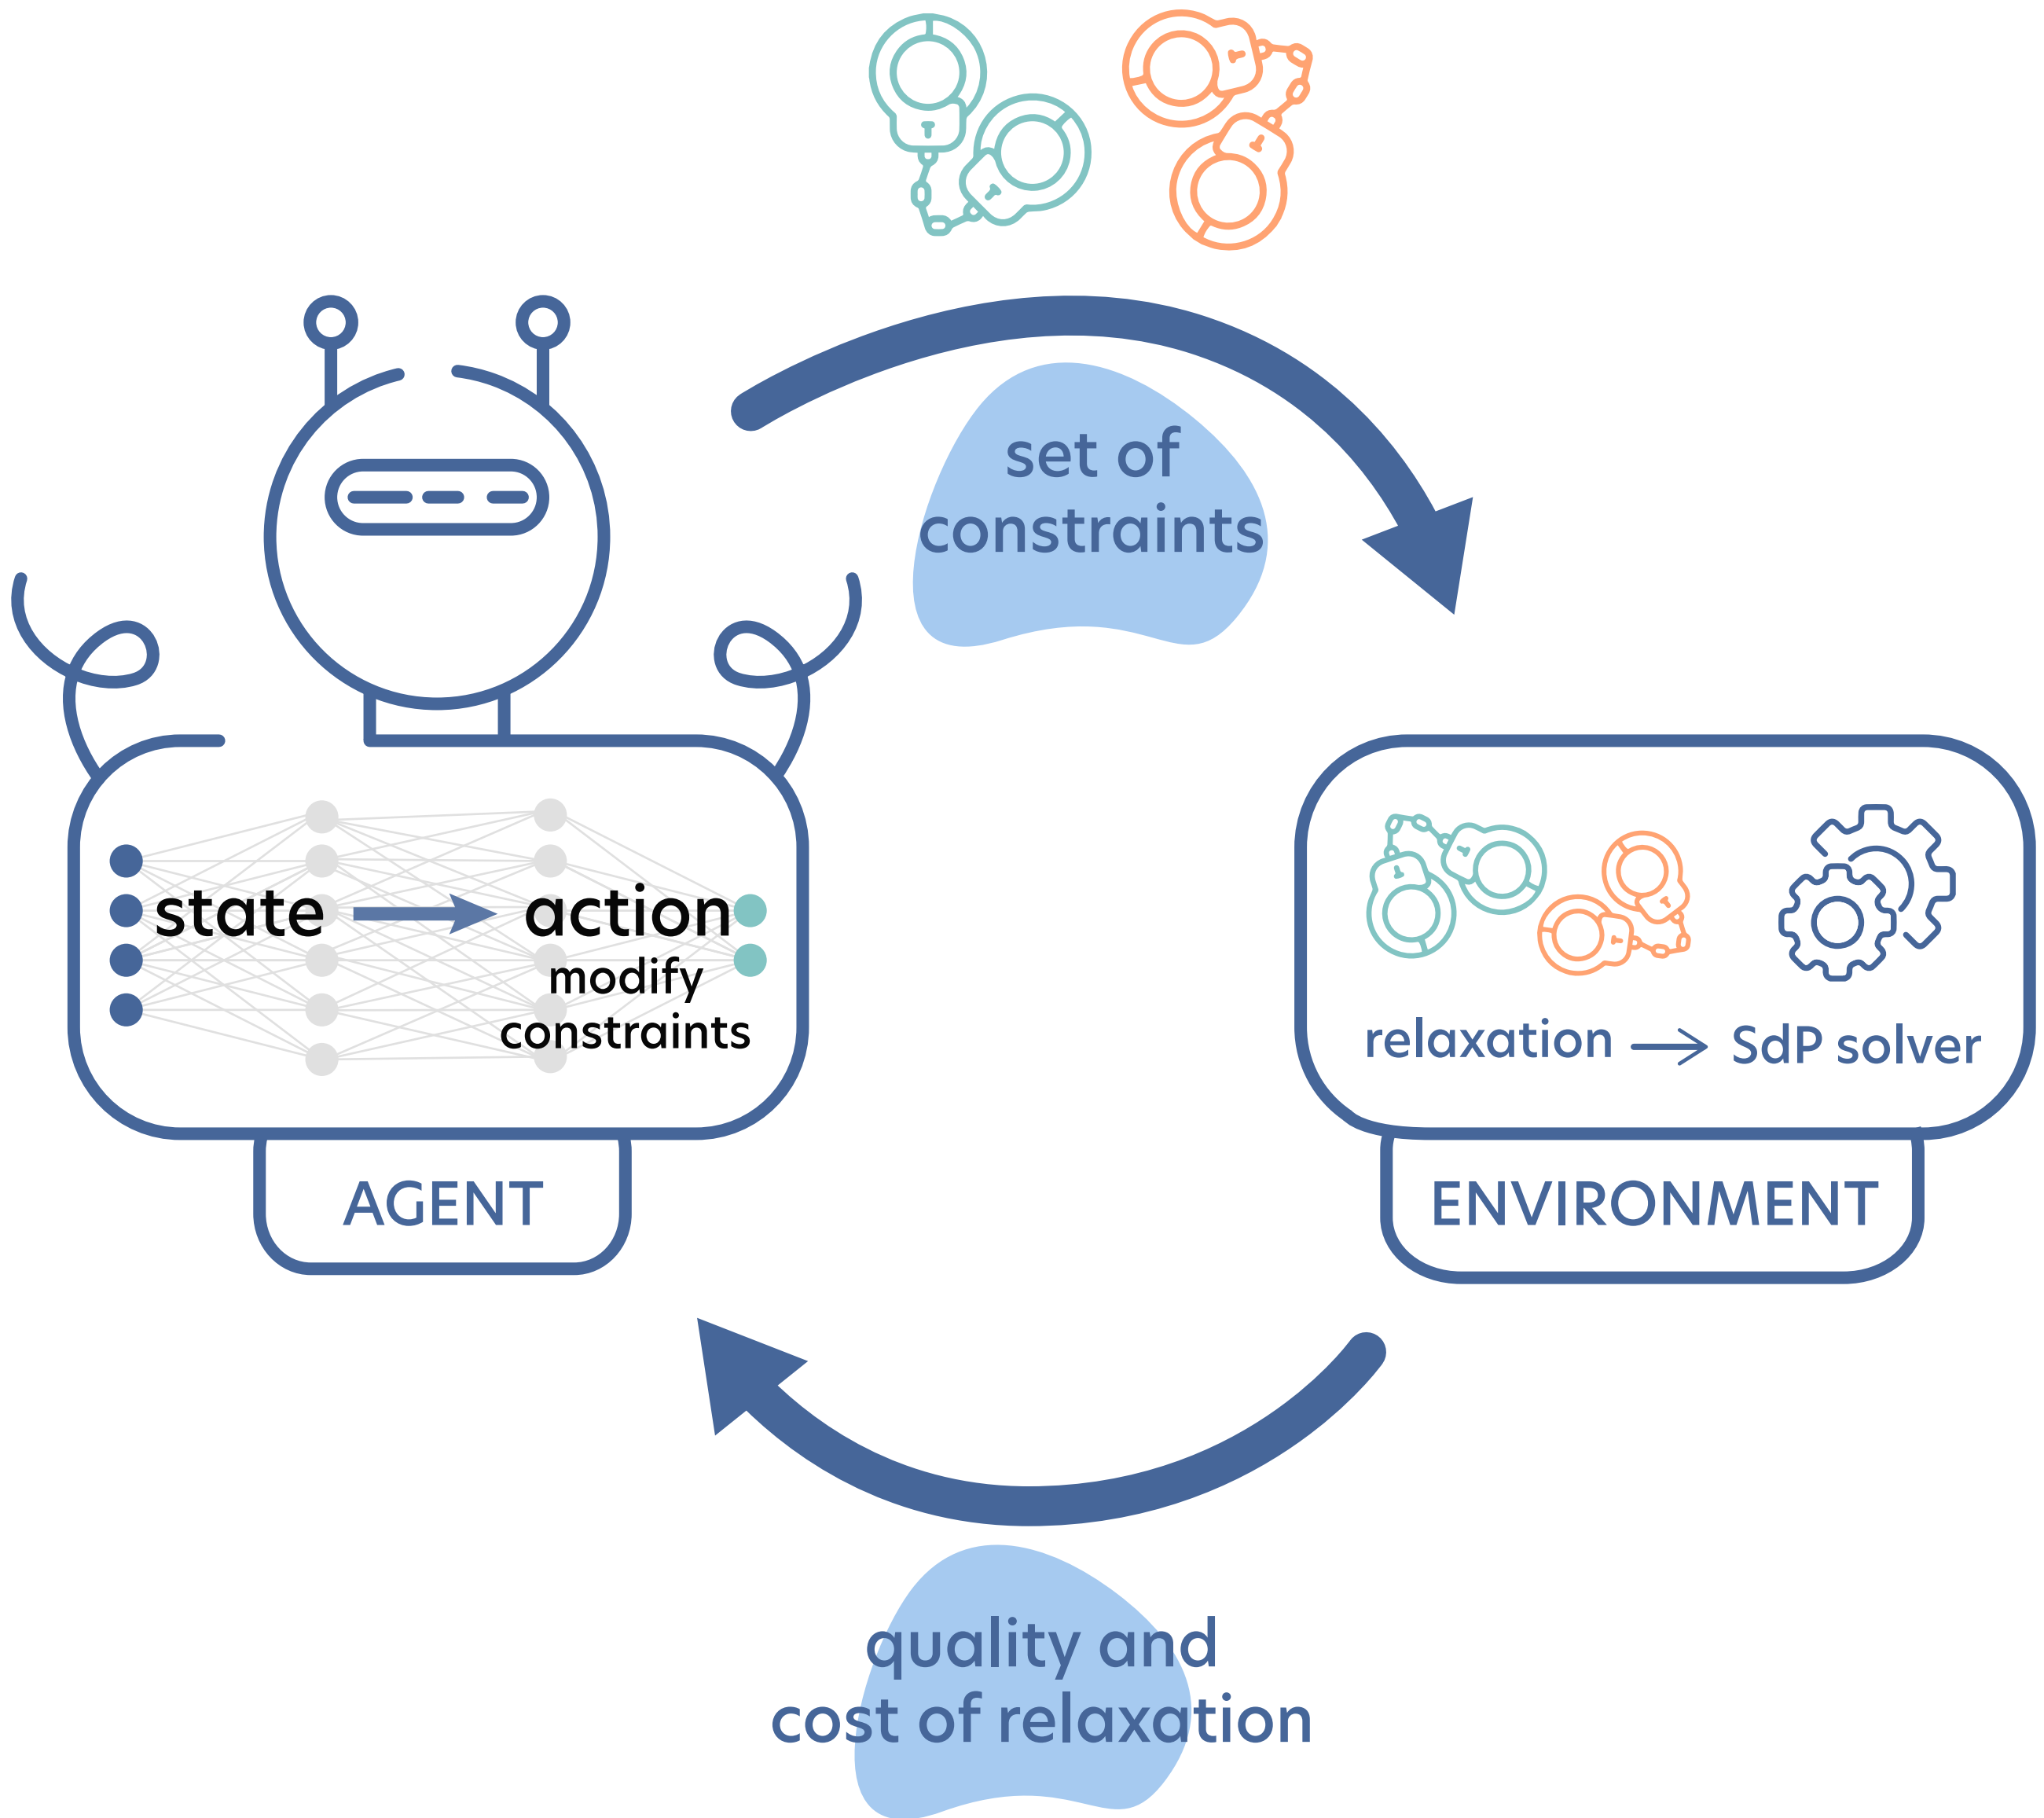 set of
constraints
state
action
modify
constraints
AGENT
relaxation
SdP solver
ENVIRONMENT
quality and
cost of relaxation